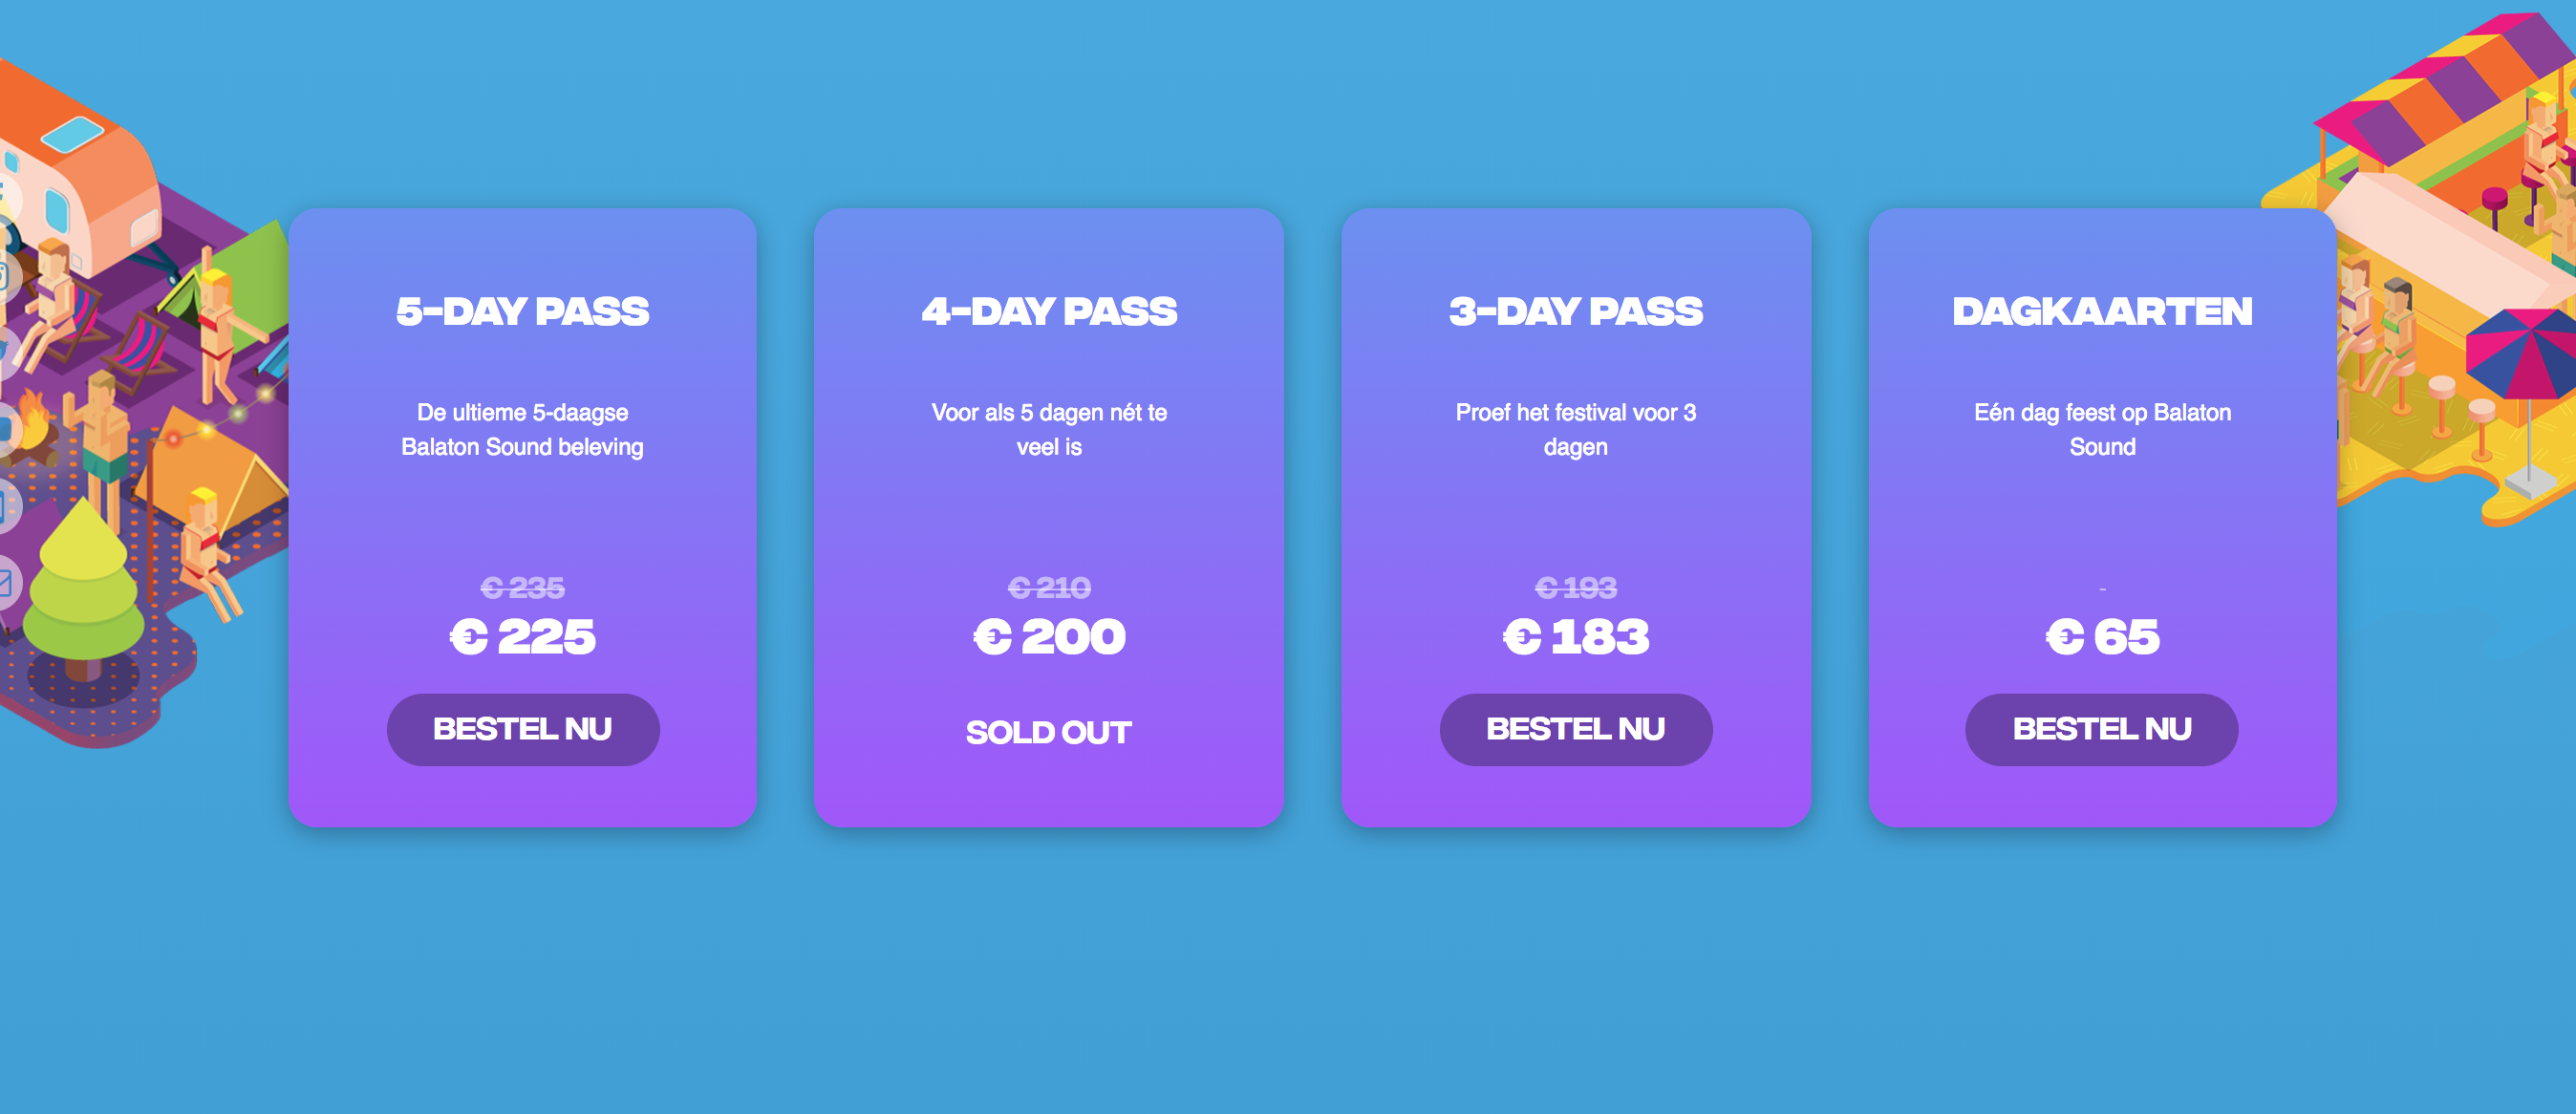 5-DAY PASS
De ultieme 5-daagse
Balaton Sound beleving
€ 235
€ 225
BESTEL NU
4-DAY PASS
Voor als 5 dagen nét te
veel is
€ 210
€ 200
SOLD OUT
3-DAY PASS
Proef het festival voor 3
dagen
€ 193
€ 183
BESTEL NU
DAGKAARTEN
Eén dag feest op Balaton
Sound
-
€ 65
BESTEL NU